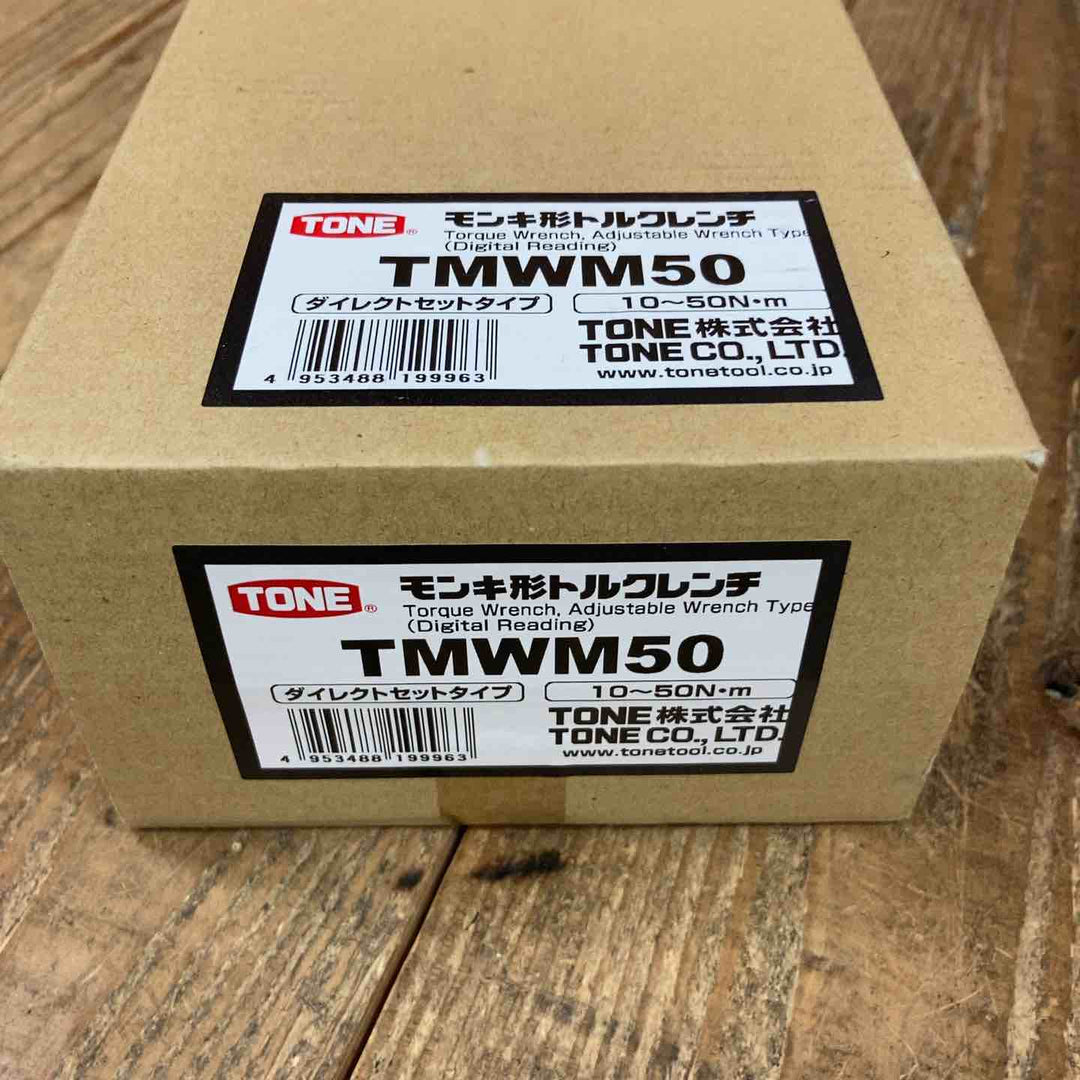 TONE® モンキ形トルクレンチ
Torque Wrench, Adjustable Wrench Type
(Digital Reading)
TMWM50
ダイレクトセットタイプ 10~50N・m
TONE株式会社
TONE CO., LTD.
www.tonetool.co.jp
4 953488 199963
TONE® モンキ形トルクレンチ
Torque Wrench, Adjustable Wrench Type
(Digital Reading)
TMWM50
ダイレクトセットタイプ 10~50N・m
TONE株式会社
TONE CO., LTD.
www.tonetool.co.jp
4 953488 199963